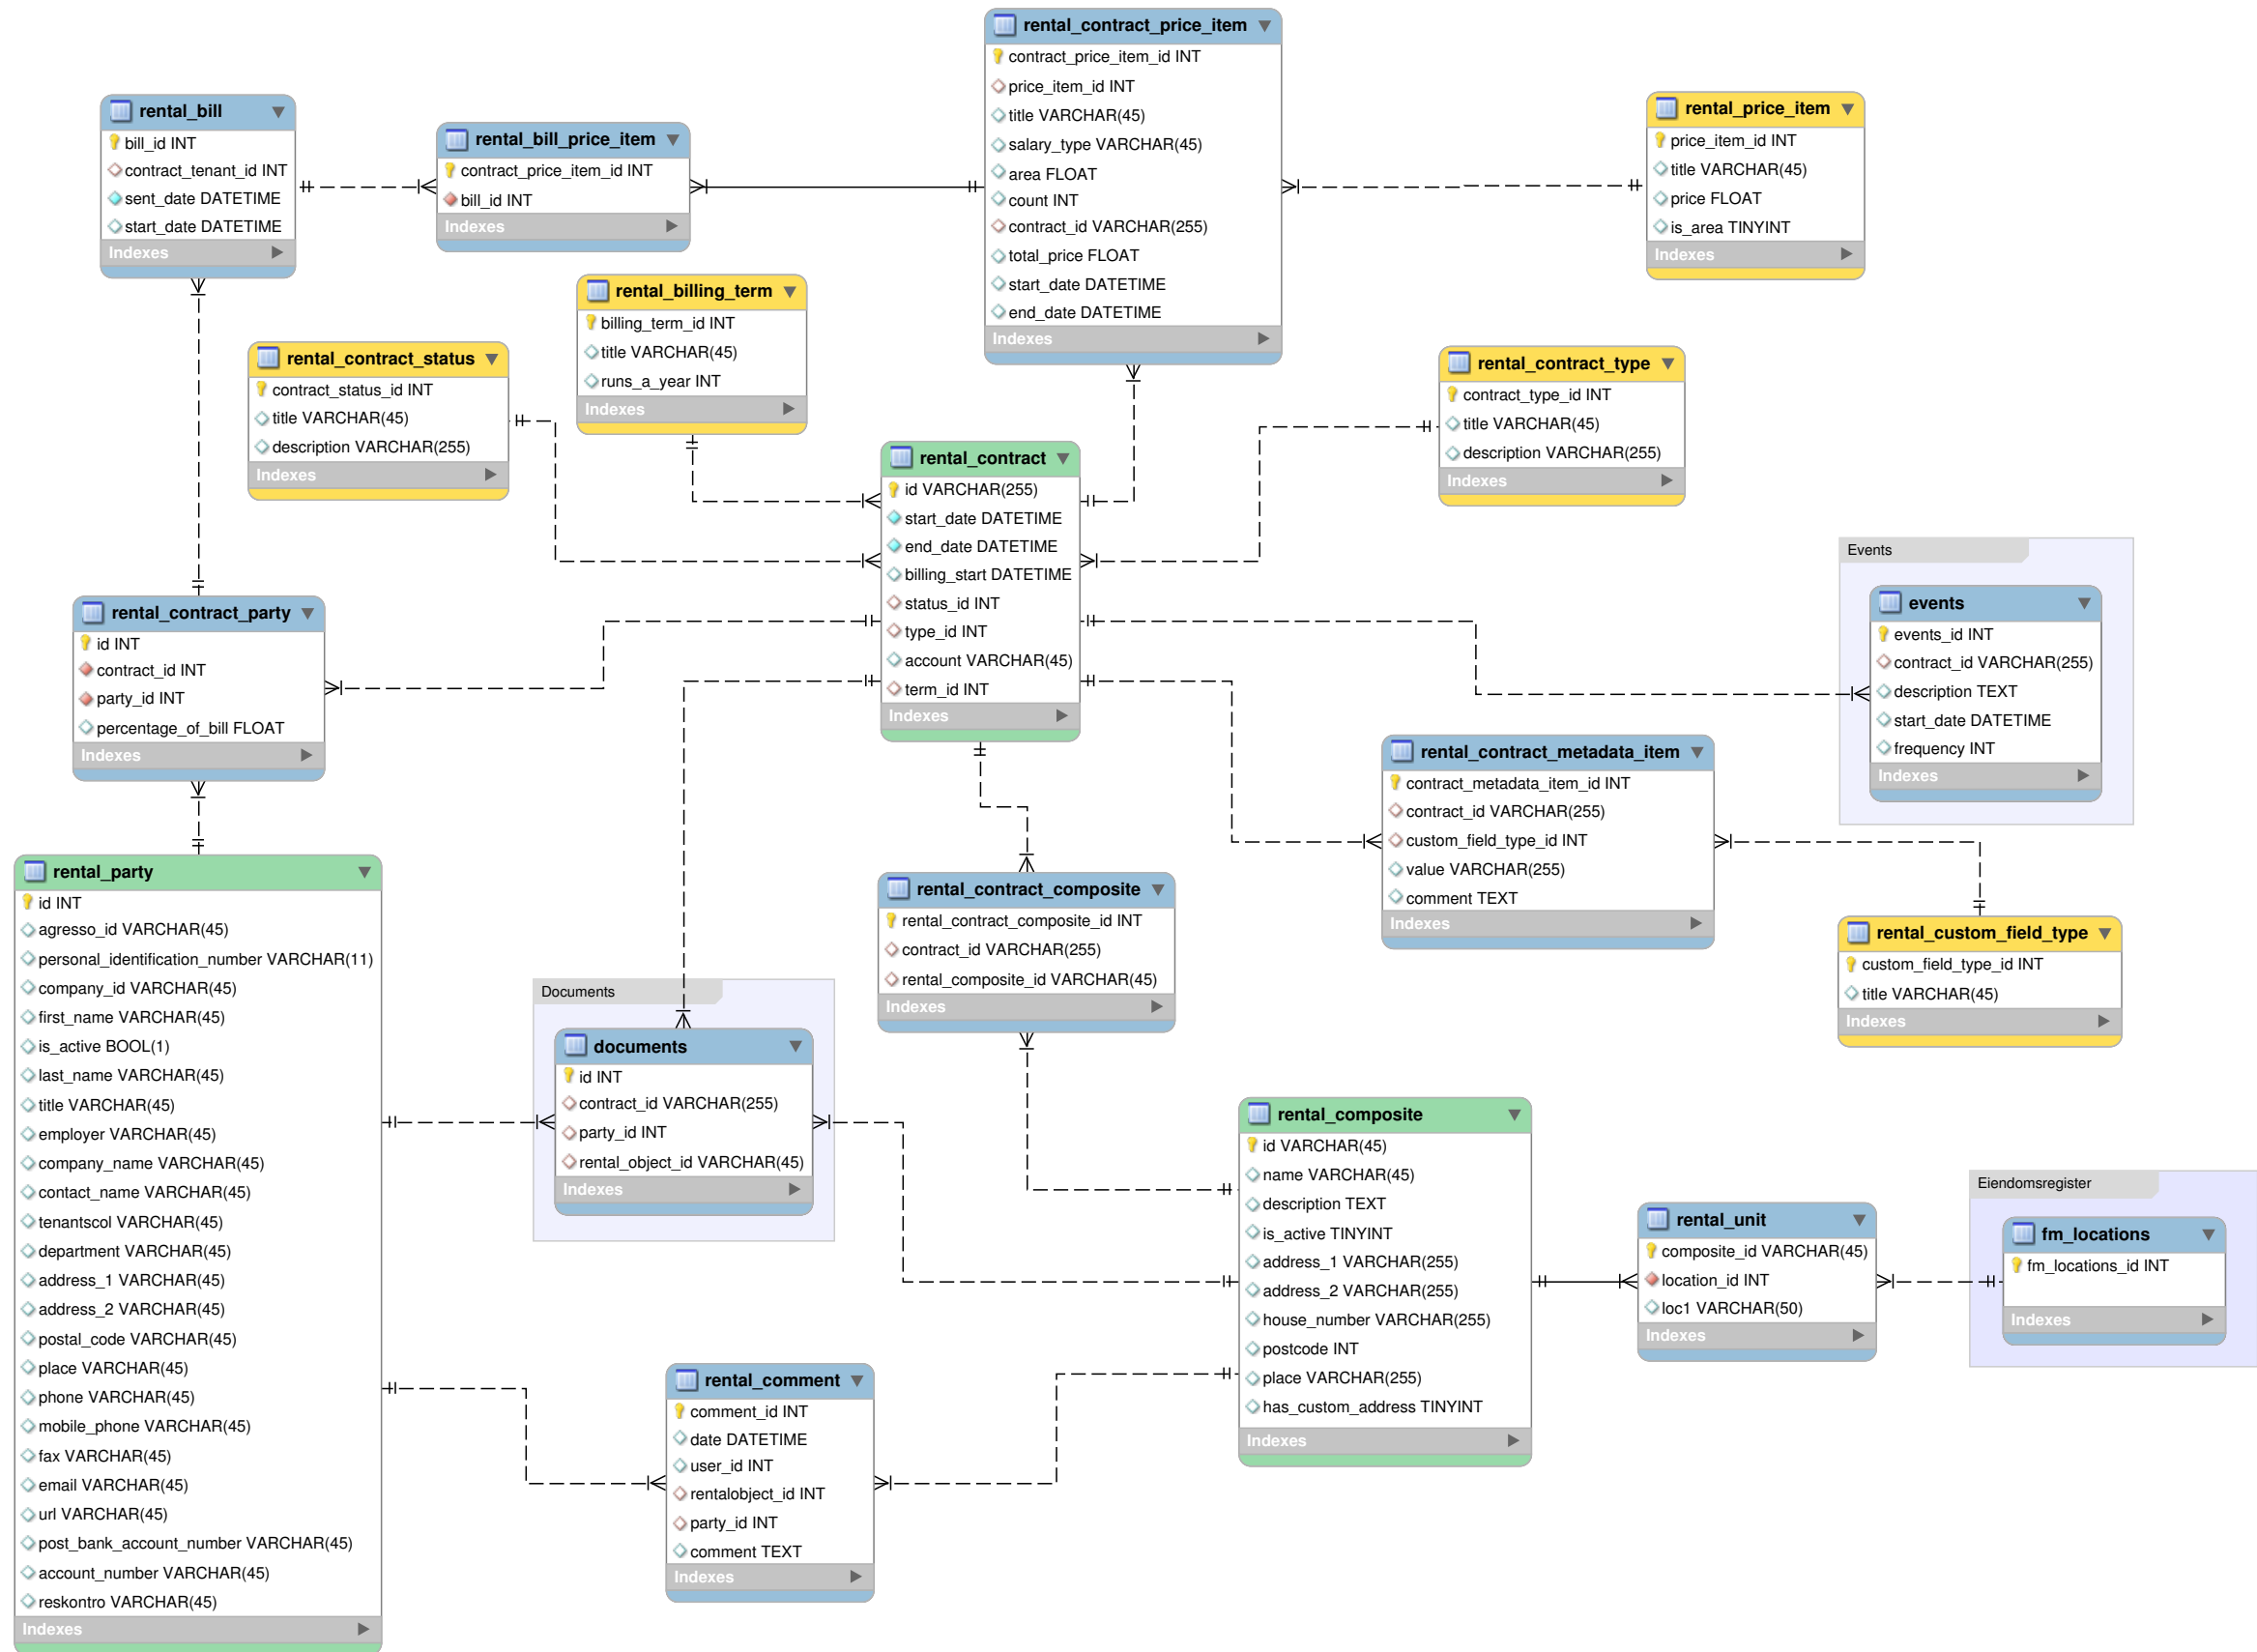 rental_contract_price_item
contract_price_item_id INT
price_item_id INT
title VARCHAR(45)
salary_type VARCHAR(45)
area FLOAT
count INT
contract_id VARCHAR(255)
total_price FLOAT
start_date DATETIME
end_date DATETIME
Indexes
rental_bill
bill_id INT
contract_tenant_id INT
sent_date DATETIME
start_date DATETIME
Indexes
rental_bill_price_item
contract_price_item_id INT
bill_id INT
Indexes
rental_price_item
price_item_id INT
title VARCHAR(45)
price FLOAT
is_area TINYINT
Indexes
rental_billing_term
billing_term_id INT
title VARCHAR(45)
runs_a_year INT
Indexes
rental_contract_status
contract_status_id INT
title VARCHAR(45)
description VARCHAR(255)
Indexes
rental_contract_type
contract_type_id INT
title VARCHAR(45)
description VARCHAR(255)
Indexes
rental_contract
id VARCHAR(255)
start_date DATETIME
end_date DATETIME
billing_start DATETIME
status_id INT
type_id INT
account VARCHAR(45)
term_id INT
Indexes
Events
events
events_id INT
contract_id VARCHAR(255)
description TEXT
start_date DATETIME
frequency INT
Indexes
rental_contract_party
id INT
contract_id INT
party_id INT
percentage_of_bill FLOAT
Indexes
rental_contract_metadata_item
contract_metadata_item_id INT
contract_id VARCHAR(255)
custom_field_type_id INT
value VARCHAR(255)
comment TEXT
Indexes
rental_party
id INT
agresso_id VARCHAR(45)
personal_identification_number VARCHAR(11)
company_id VARCHAR(45)
first_name VARCHAR(45)
is_active BOOL(1)
last_name VARCHAR(45)
title VARCHAR(45)
employer VARCHAR(45)
company_name VARCHAR(45)
contact_name VARCHAR(45)
tenantscol VARCHAR(45)
department VARCHAR(45)
address_1 VARCHAR(45)
address_2 VARCHAR(45)
postal_code VARCHAR(45)
place VARCHAR(45)
phone VARCHAR(45)
mobile_phone VARCHAR(45)
fax VARCHAR(45)
email VARCHAR(45)
url VARCHAR(45)
post_bank_account_number VARCHAR(45)
account_number VARCHAR(45)
reskontro VARCHAR(45)
Indexes
rental_contract_composite
rental_contract_composite_id INT
contract_id VARCHAR(255)
rental_composite_id VARCHAR(45)
Indexes
rental_custom_field_type
custom_field_type_id INT
title VARCHAR(45)
Indexes
Documents
documents
id INT
contract_id VARCHAR(255)
party_id INT
rental_object_id VARCHAR(45)
Indexes
rental_composite
id VARCHAR(45)
name VARCHAR(45)
description TEXT
is_active TINYINT
address_1 VARCHAR(255)
address_2 VARCHAR(255)
house_number VARCHAR(255)
postcode INT
place VARCHAR(255)
has_custom_address TINYINT
Indexes
rental_unit
composite_id VARCHAR(45)
location_id INT
loc1 VARCHAR(50)
Indexes
Eiendomsregister
fm_locations
fm_locations_id INT
Indexes
rental_comment
comment_id INT
date DATETIME
user_id INT
rentalobject_id INT
party_id INT
comment TEXT
Indexes